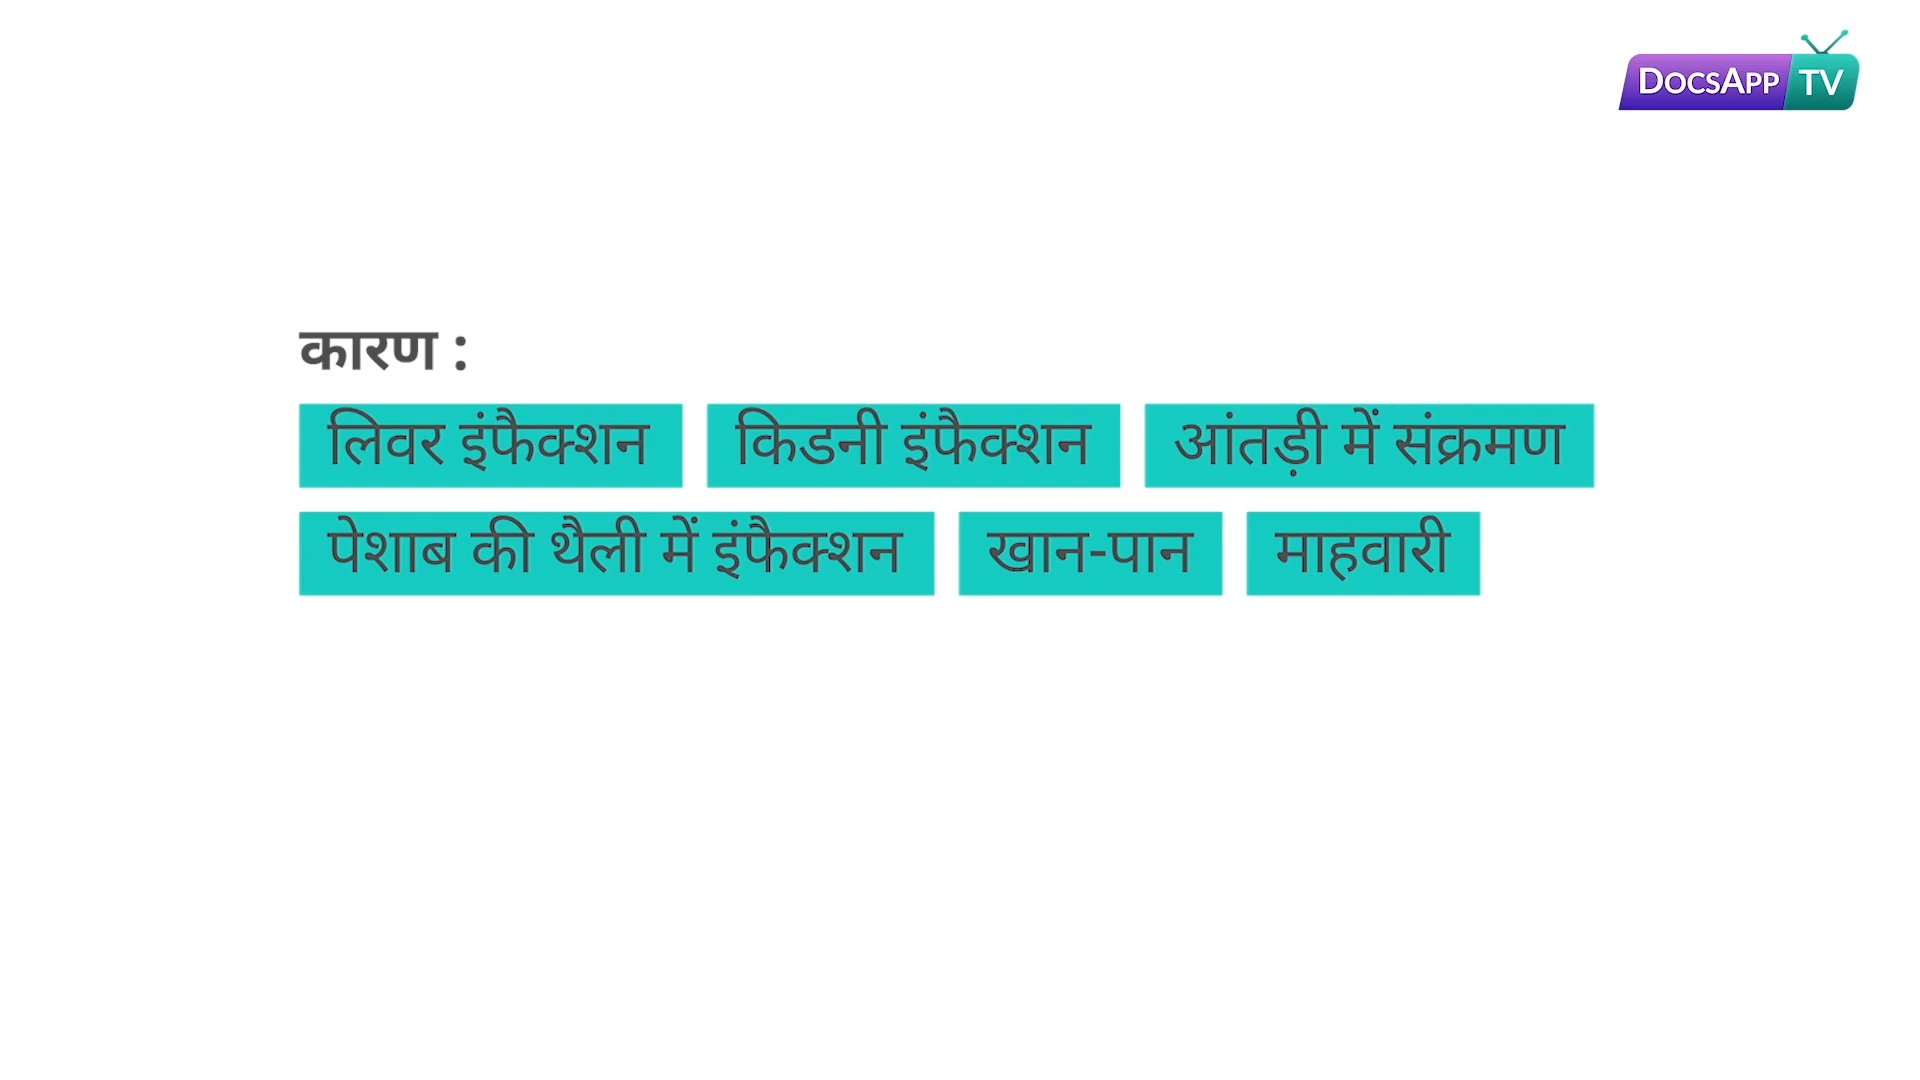 DOCSAPP TV
कारण :
लिवर इंफैक्शन किडनी इंफैक्शन आंतड़ी में संक्रमण
पेशाब की थैली में इंफैक्शन खान-पान माहवारी